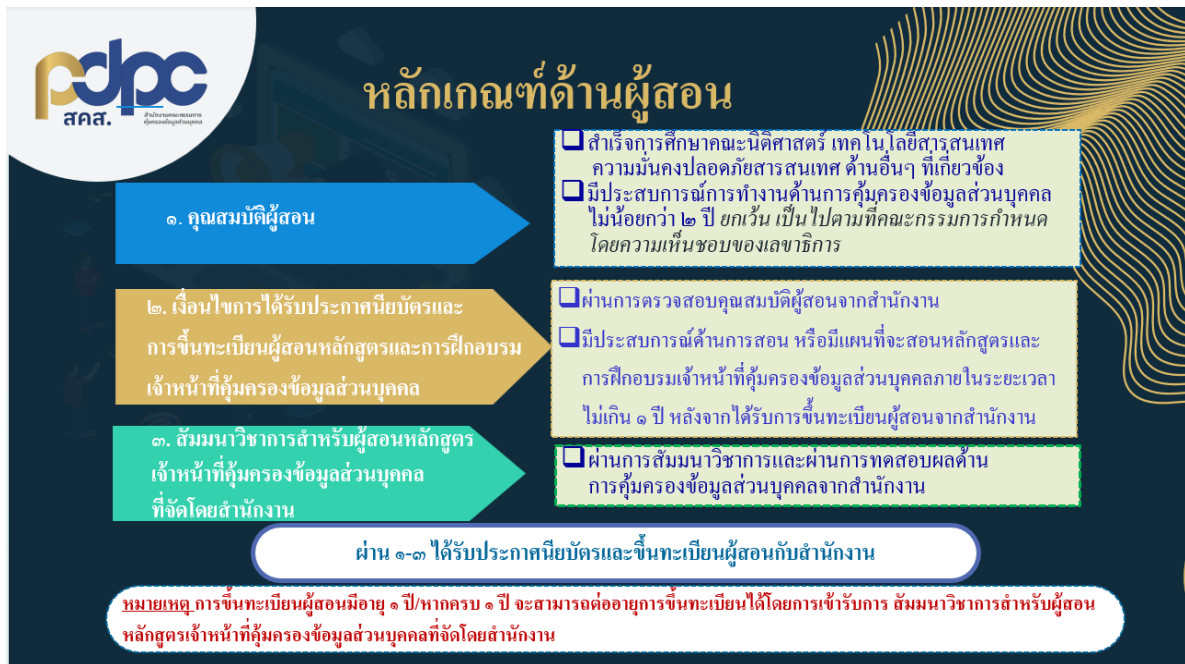 pdpc
สคส.
สำนักงานคณะกรรมการ
คุ้มครองข้อมูลส่วนบุคคล
หลักเกณฑ์ด้านผู้สอน
๑. คุณสมบัติผู้สอน
❑ สำเร็จการศึกษาคณะนิติศาสตร์ เทคโนโลยีสารสนเทศ
ความมั่นคงปลอดภัยสารสนเทศ ด้านอื่นๆ ที่เกี่ยวข้อง
❑ มีประสบการณ์การทำงานด้านการคุ้มครองข้อมูลส่วนบุคคล
ไม่น้อยกว่า ๒ ปี ยกเว้น เป็นไปตามที่คณะกรรมการกำหนด
โดยความเห็นชอบของเลขาธิการ
๒. เงื่อนไขการได้รับประกาศนียบัตรและ
การขึ้นทะเบียนผู้สอนหลักสูตรและการฝึกอบรม
เจ้าหน้าที่คุ้มครองข้อมูลส่วนบุคคล
❑ ผ่านการตรวจสอบคุณสมบัติผู้สอนจากสำนักงาน
❑ มีประสบการณ์ด้านการสอน หรือมีแผนที่จะสอนหลักสูตรและ
การฝึกอบรมเจ้าหน้าที่คุ้มครองข้อมูลส่วนบุคคลภายในระยะเวลา
ไม่เกิน ๑ ปี หลังจากได้รับการขึ้นทะเบียนผู้สอนจากสำนักงาน
๓. สัมมนาวิชาการสำหรับผู้สอนหลักสูตร
เจ้าหน้าที่คุ้มครองข้อมูลส่วนบุคคล
ที่จัดโดยสำนักงาน
❑ ผ่านการสัมมนาวิชาการและผ่านการทดสอบผลด้าน
การคุ้มครองข้อมูลส่วนบุคคลจากสำนักงาน
ผ่าน ๑-๓ ได้รับประกาศนียบัตรและขึ้นทะเบียนผู้สอนกับสำนักงาน
หมายเหตุ การขึ้นทะเบียนผู้สอนมีอายุ ๑ ปี/หากครบ ๑ ปี จะสามารถต่ออายุการขึ้นทะเบียนได้โดยการเข้ารับการ สัมมนาวิชาการสำหรับผู้สอน
หลักสูตรเจ้าหน้าที่คุ้มครองข้อมูลส่วนบุคคลที่จัดโดยสำนักงาน